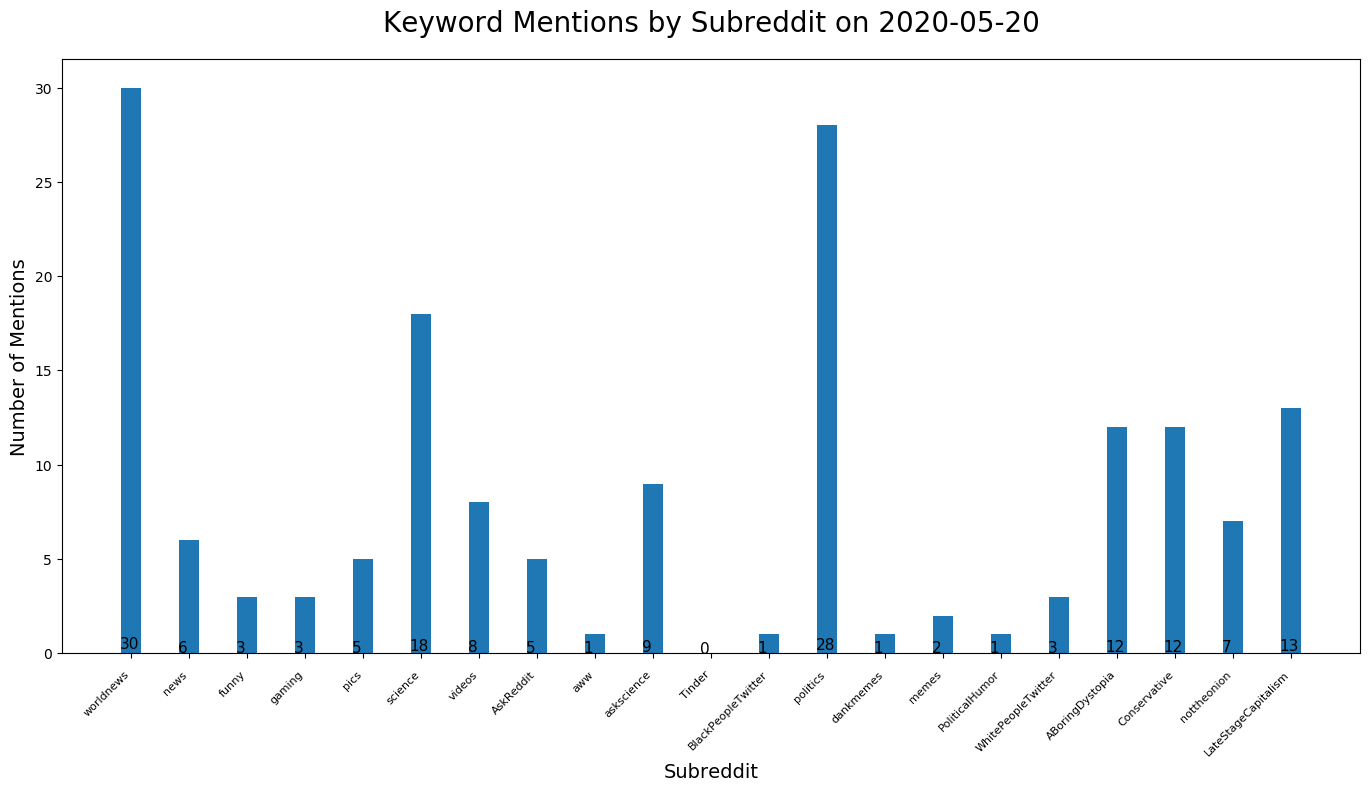 Keyword Mentions by Subreddit on 2020-05-20
Number of Mentions
30
25
20
15
10
5
0
30
6
3
3
5
18
8
5
1
9
0
1
28
1
2
1
3
12
12
7
13
worldnews
news
funny
gaming
pics
science
videos
AskReddit
aww
askscience
Tinder
BlackPeopleTwitter
politics
dankmemes
memes
PoliticalHumor
WhitePeopleTwitter
ABoringDystopia
Conservative
nottheonion
LateStageCapitalism
Subreddit